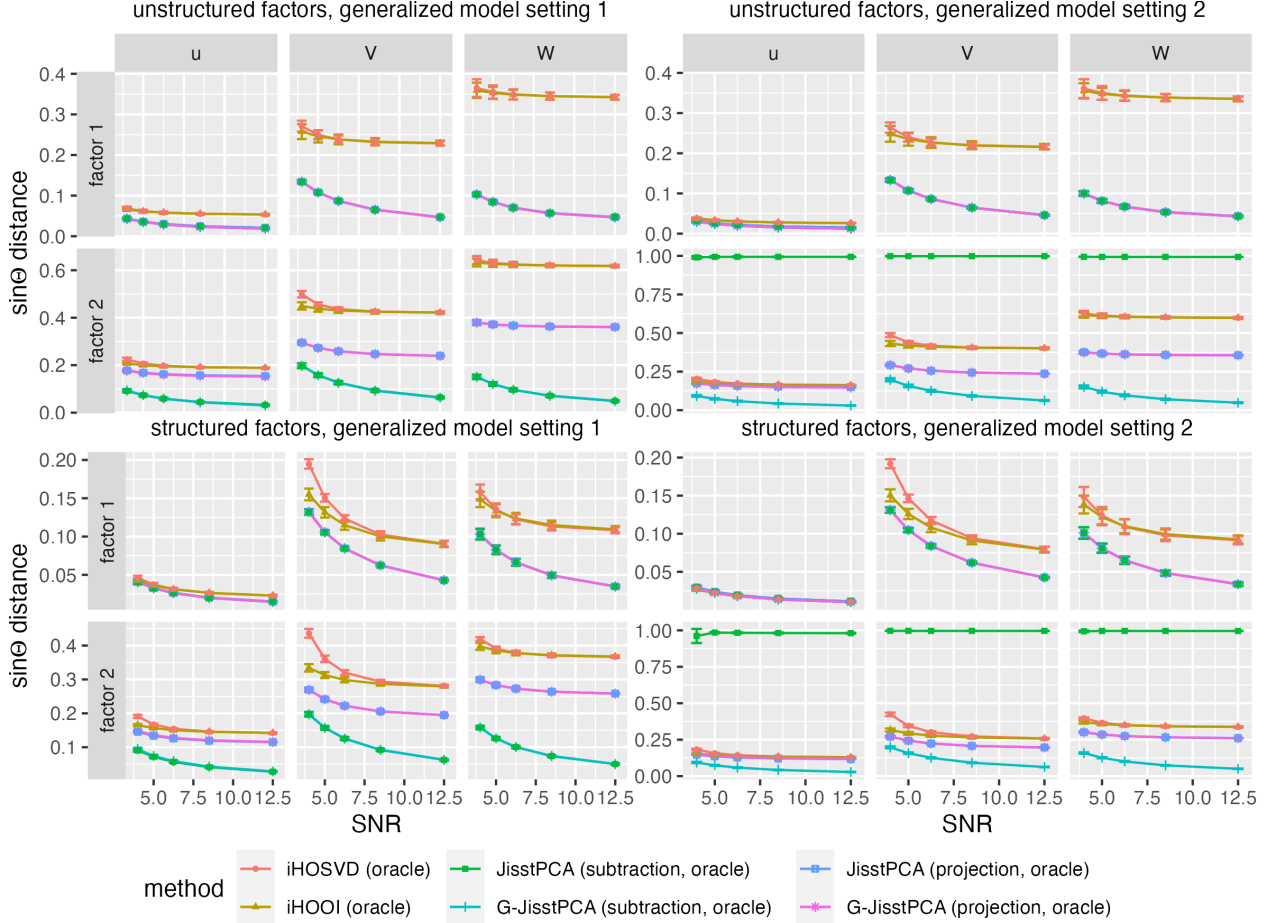 unstructured factors, generalized model setting 1
unstructured factors, generalized model setting 2
u V W
u V W
sinΘ distance
factor 1
0.4
0.3
0.2
0.1
0.0
factor 2
0.6
0.4
0.2
0.0
0.4
0.3
0.2
0.1
0.0
1.00
0.75
0.50
0.25
0.00
structured factors, generalized model setting 1
structured factors, generalized model setting 2
sinΘ distance
factor 1
0.20
0.15
0.10
0.05
factor 2
0.4
0.3
0.2
0.1
0.20
0.15
0.10
0.05
1.00
0.75
0.50
0.25
0.00
5.0 7.5 10.0 12.5 5.0 7.5 10.0 12.5 5.0 7.5 10.0 12.5
5.0 7.5 10.0 12.5 5.0 7.5 10.0 12.5 5.0 7.5 10.0 12.5
SNR
SNR
method
iHOSVD (oracle)
iHOOI (oracle)
JisstPCA (subtraction, oracle)
G-JisstPCA (subtraction, oracle)
JisstPCA (projection, oracle)
G-JisstPCA (projection, oracle)